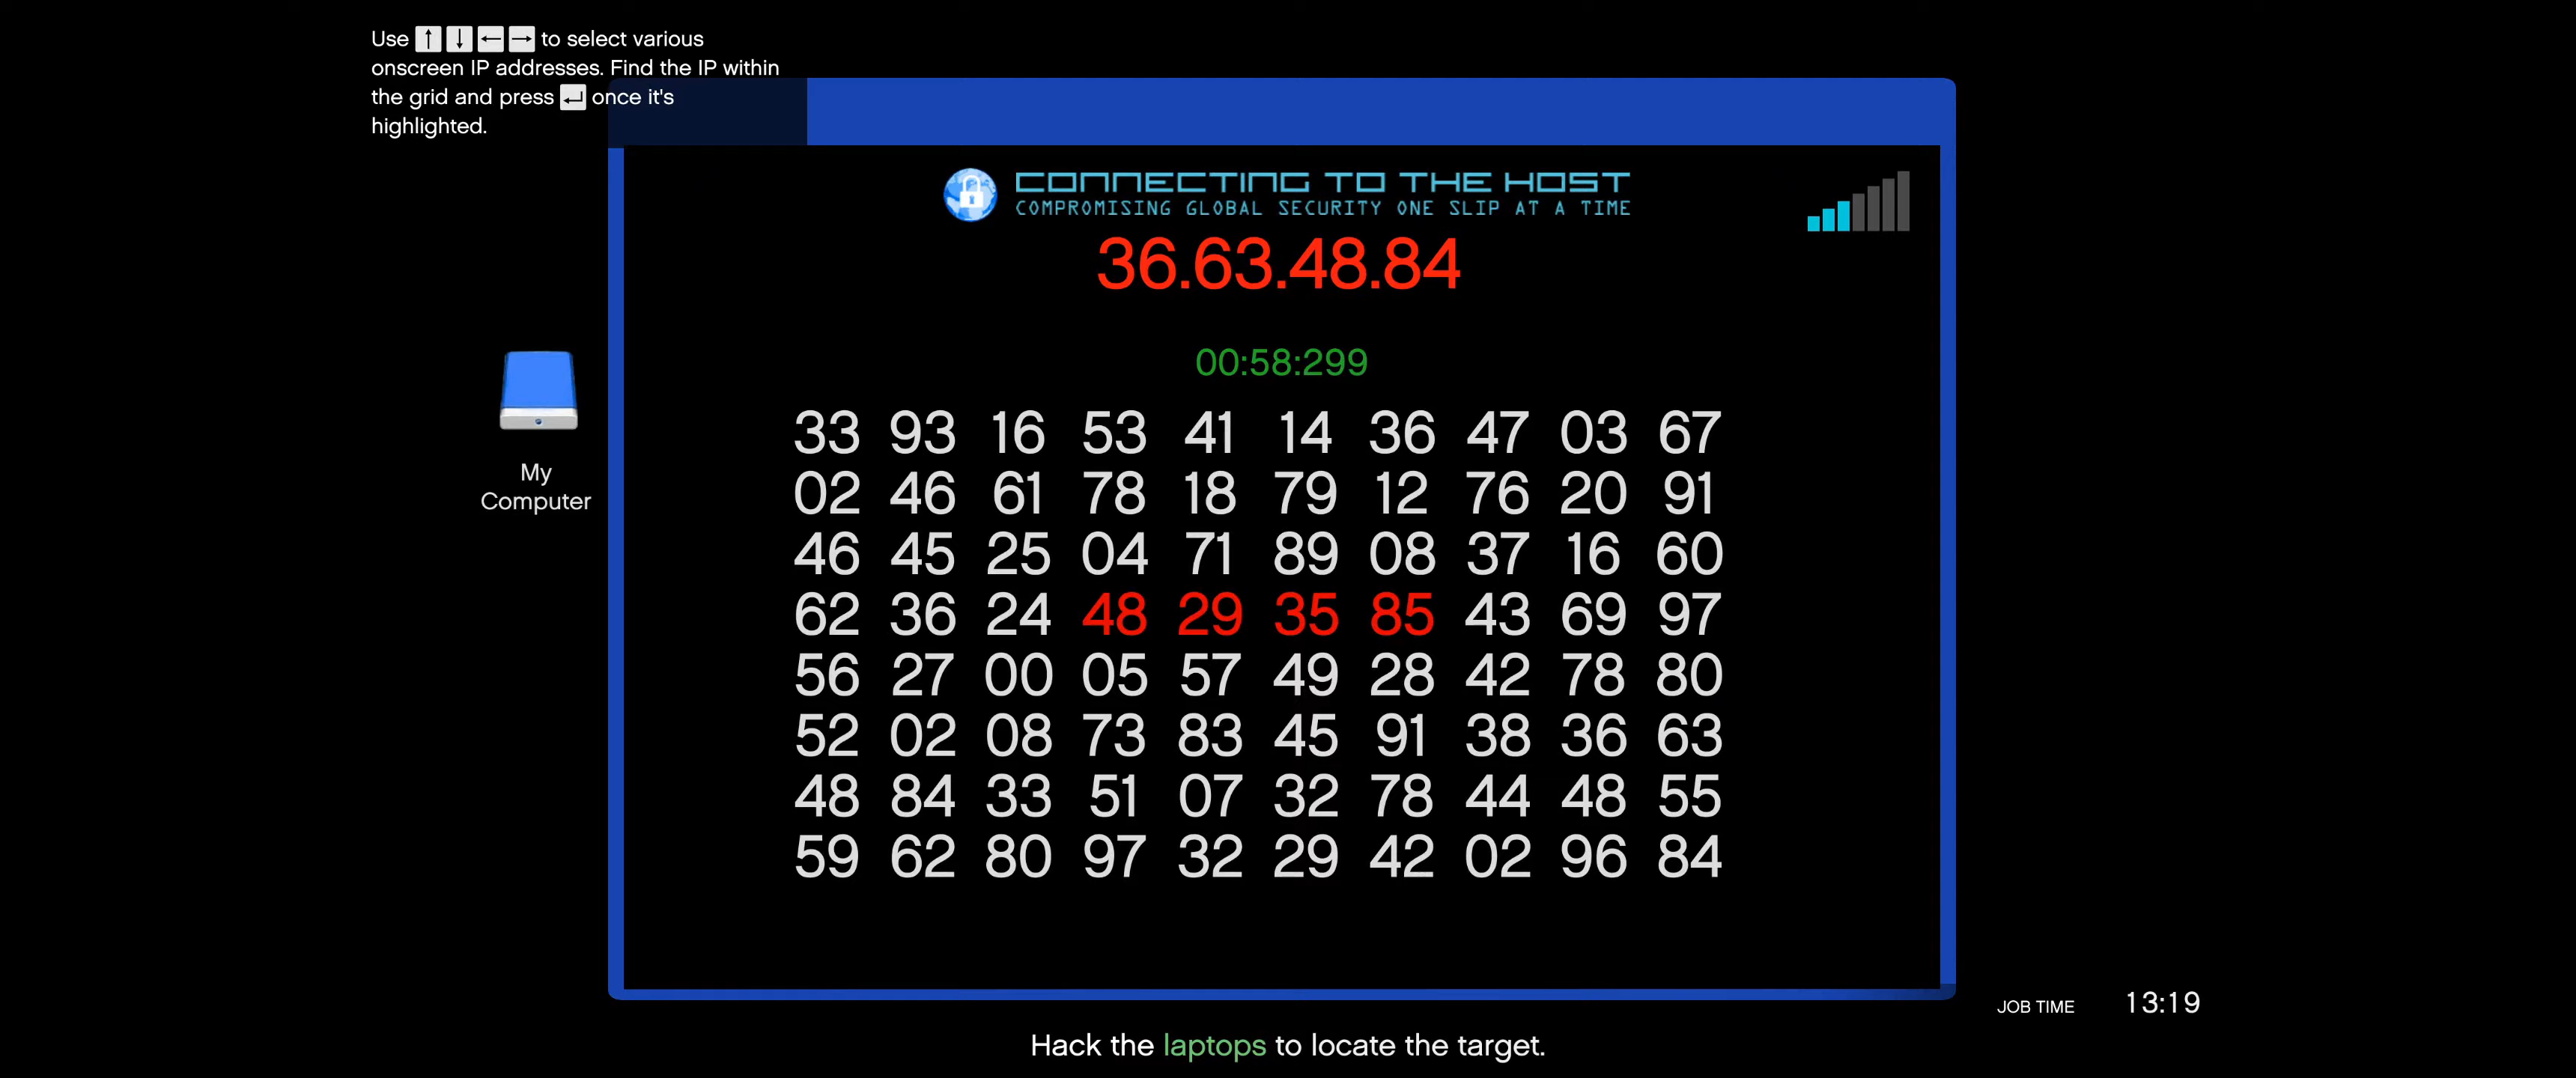 Use ↑ ↓ ← → to select various
onscreen IP addresses. Find the IP within
the grid and press ↵ once it's
highlighted.
CONNECTING TO THE HOST
COMPROMISING GLOBAL SECURITY ONE SLIP AT A TIME
36.63.48.84
00:58:299
33 93 16 53 41 14 36 47 03 67
02 46 61 78 18 79 12 76 20 91
46 45 25 04 71 89 08 37 16 60
62 36 24 48 29 35 85 43 69 97
56 27 00 05 57 49 28 42 78 80
52 02 08 73 83 45 91 38 36 63
48 84 33 51 07 32 78 44 48 55
59 62 80 97 32 29 42 02 96 84
My
Computer
JOB TIME 13:19
Hack the laptops to locate the target.